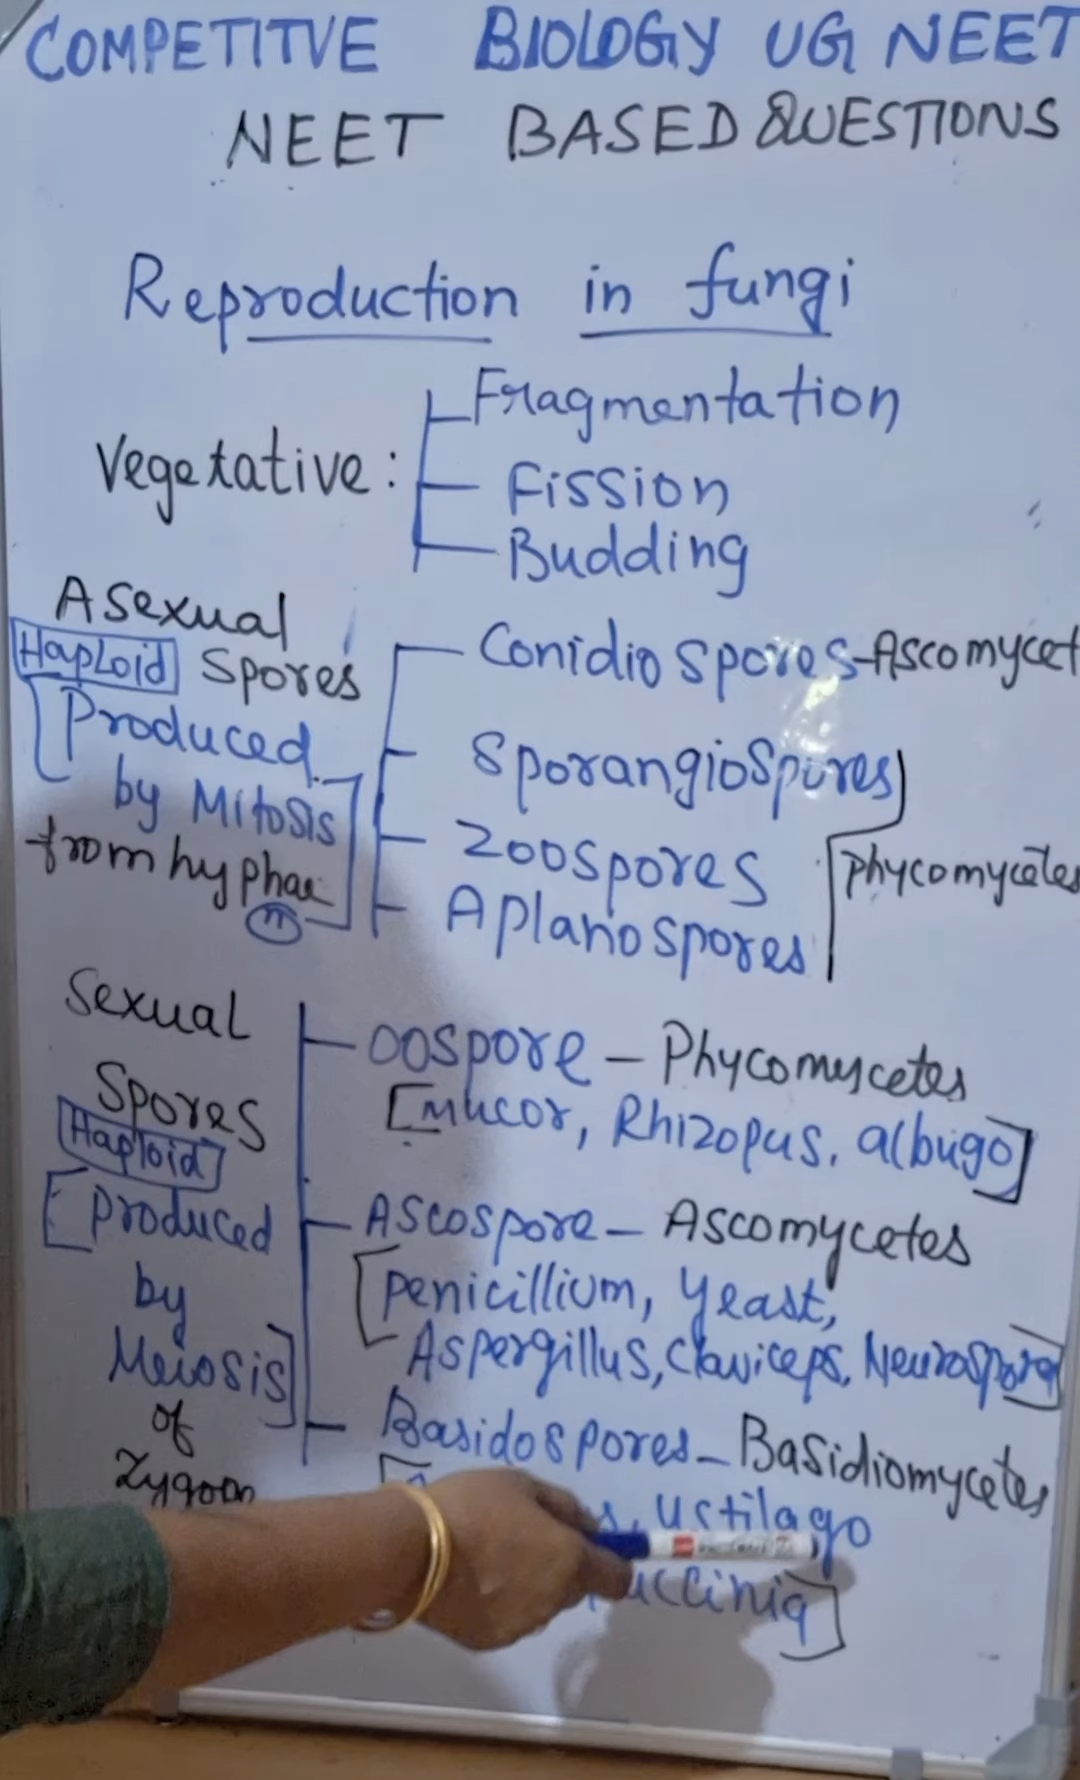 COMPETITVE BIOLOGY UG NEET
NEET BASED QUESTIONS
Reproduction in fungi
Vegetative:
Fragmentation
Fission
Budding
Asexual
Haploid Spores
Produced
by Mitosis
from hyphae
n
Conidiospores-Ascomycet
Sporangiospores
Zoospores
Aplanospores
Phycomycetes
Sexual
Spores
Haploid
[Produced
by
Meiosis]
of
Zygoan
Oospore - Phycomycetes
[Mucor, Rhizopus, albugo]
Ascospore - Ascomycetes
[Penicillium, Yeast,
Aspergillus, Claviceps, Neurospora]
Basidospores - Basidiomycetes
Ustilago
uccinia]